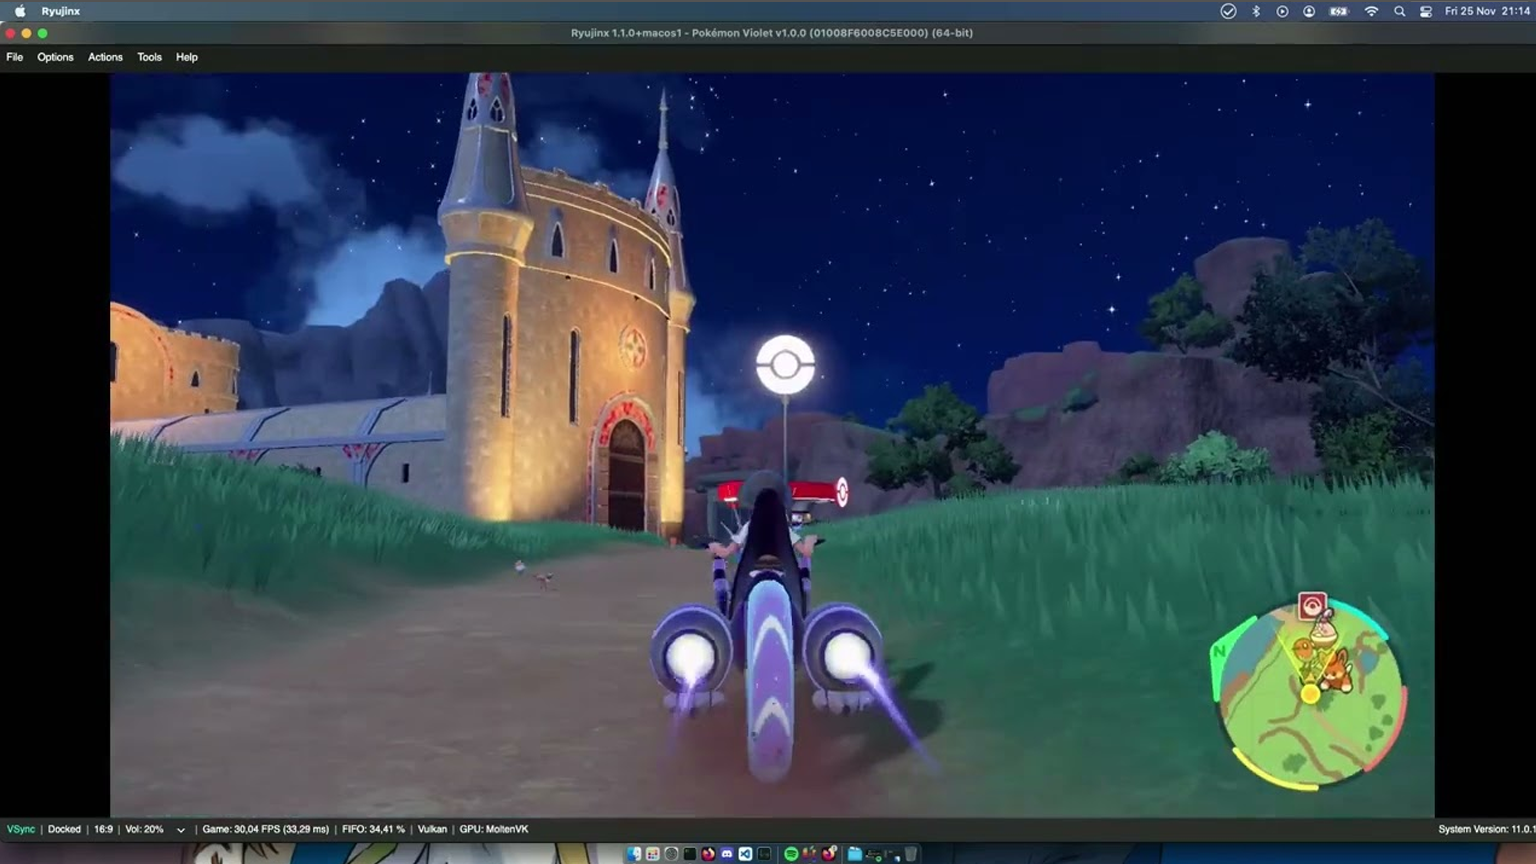 Ryujinx
Fri 25 Nov 21:14
Ryujinx 1.1.0+macos1 - Pokémon Violet v1.0.0 (01008F6008C5E000) (64-bit)
File Options Actions Tools Help
N
VSync | Docked | 16:9 | Vol: 20% | Game: 30,04 FPS (33,29 ms) | FIFO: 34,41 % | Vulkan | GPU: MoltenVK
System Version: 11.0.1